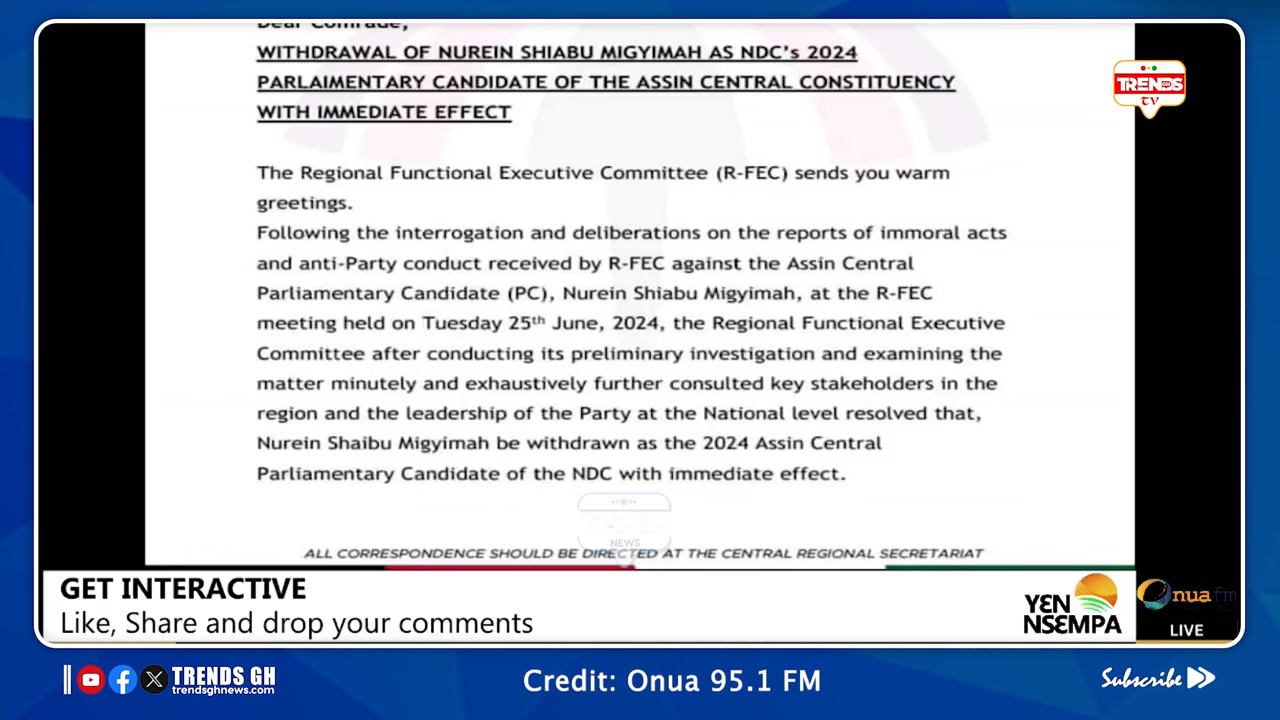 Dear Comrade,
WITHDRAWAL OF NUREIN SHIABU MIGYIMAH AS NDC's 2024
PARLAIMENTARY CANDIDATE OF THE ASSIN CENTRAL CONSTITUENCY
WITH IMMEDIATE EFFECT
TRENDS
tv
The Regional Functional Executive Committee (R-FEC) sends you warm
greetings.
Following the interrogation and deliberations on the reports of immoral acts
and anti-Party conduct received by R-FEC against the Assin Central
Parliamentary Candidate (PC), Nurein Shiabu Migyimah, at the R-FEC
meeting held on Tuesday 25th June, 2024, the Regional Functional Executive
Committee after conducting its preliminary investigation and examining the
matter minutely and exhaustively further consulted key stakeholders in the
region and the leadership of the Party at the National level resolved that,
Nurein Shaibu Migyimah be withdrawn as the 2024 Assin Central
Parliamentary Candidate of the NDC with immediate effect.
TRENDS
NEWS
ALL CORRESPONDENCE SHOULD BE DIRECTED AT THE CENTRAL REGIONAL SECRETARIAT
GET INTERACTIVE
Like, Share and drop your comments
YƐN
NSƐMPA
Onua fm
LIVE
TRENDS GH
trendsghnews.com
Credit: Onua 95.1 FM
Subscribe